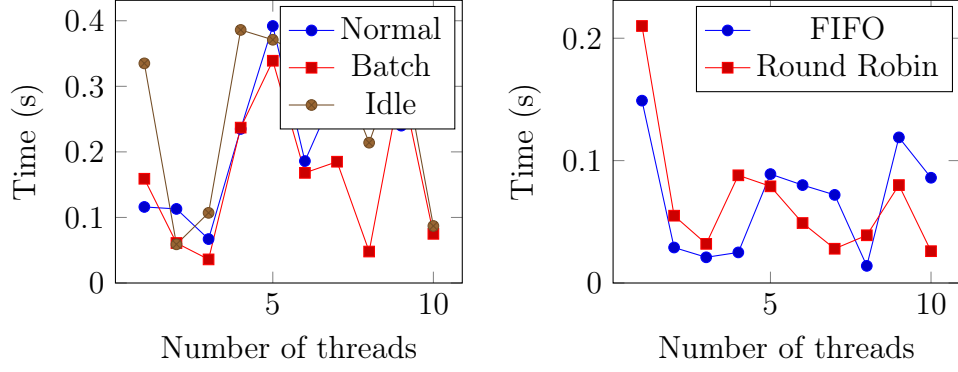 0.4
0.3
0.2
0.1
0
Time (s)
5
10
Number of threads
Normal
Batch
Idle
0.2
0.1
0
Time (s)
5
10
Number of threads
FIFO
Round Robin